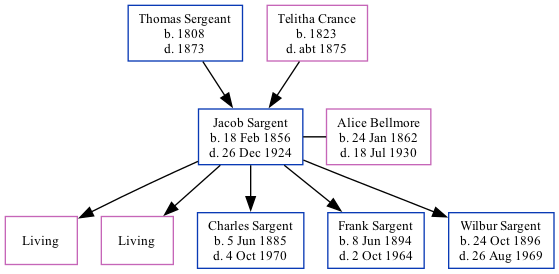 Thomas Sergeant
b. 1808
d. 1873
Telitha Crance
b. 1823
d. abt 1875
Jacob Sargent
b. 18 Feb 1856
d. 26 Dec 1924
Alice Bellmore
b. 24 Jan 1862
d. 18 Jul 1930
Living
Living
Charles Sargent
b. 5 Jun 1885
d. 4 Oct 1970
Frank Sargent
b. 8 Jun 1894
d. 2 Oct 1964
Wilbur Sargent
b. 24 Oct 1896
d. 26 Aug 1969